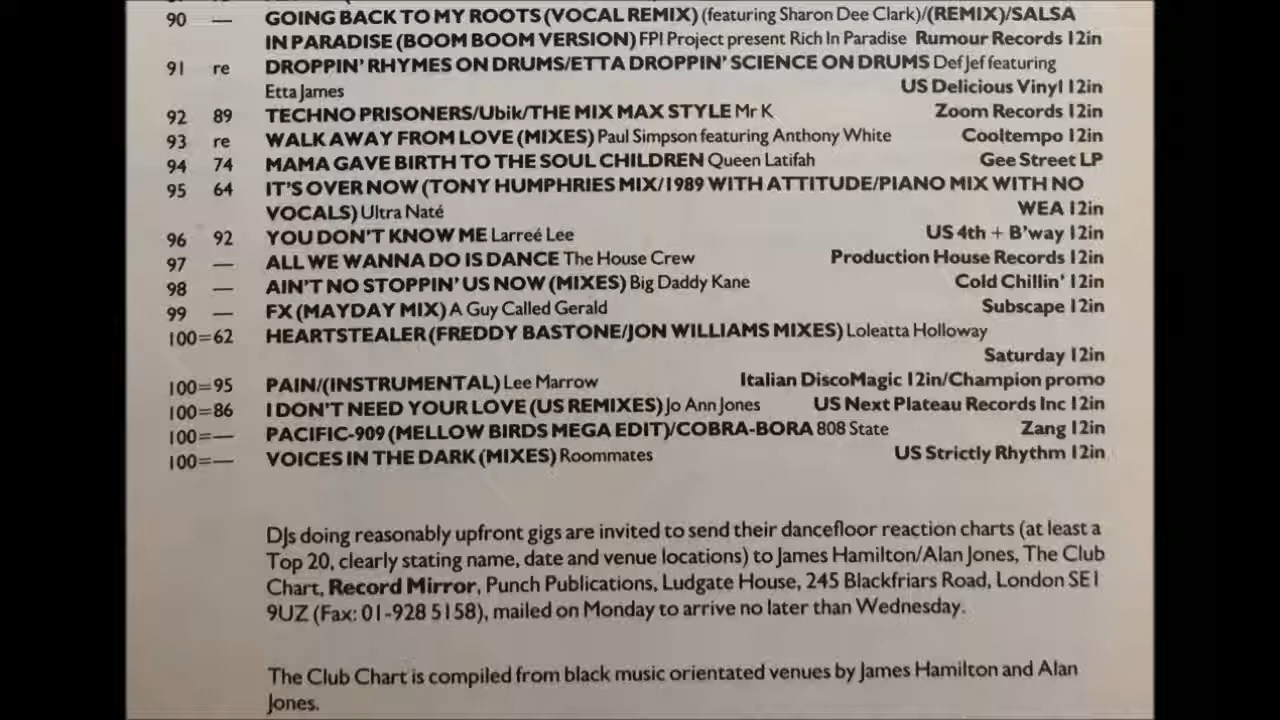 90 — GOING BACK TO MY ROOTS (VOCAL REMIX) (featuring Sharon Dee Clark)/(REMIX)/SALSA
IN PARADISE (BOOM BOOM VERSION) FPI Project present Rich In Paradise Rumour Records 12in
91 re DROPPIN' RHYMES ON DRUMS/ETTA DROPPIN' SCIENCE ON DRUMS Def Jef featuring
Etta James US Delicious Vinyl 12in
92 89 TECHNO PRISONERS/Ubik/THE MIX MAX STYLE Mr K Zoom Records 12in
93 re WALK AWAY FROM LOVE (MIXES) Paul Simpson featuring Anthony White Cooltempo 12in
94 74 MAMA GAVE BIRTH TO THE SOUL CHILDREN Queen Latifah Gee Street LP
95 64 IT'S OVER NOW (TONY HUMPHRIES MIX/1989 WITH ATTITUDE/PIANO MIX WITH NO
VOCALS) Ultra Naté WEA 12in
96 92 YOU DON'T KNOW ME Larreé Lee US 4th + B'way 12in
97 — ALL WE WANNA DO IS DANCE The House Crew Production House Records 12in
98 — AIN'T NO STOPPIN' US NOW (MIXES) Big Daddy Kane Cold Chillin' 12in
99 — FX (MAYDAY MIX) A Guy Called Gerald Subscape 12in
100=62 HEARTSTEALER (FREDDY BASTONE/JON WILLIAMS MIXES) Loleatta Holloway
Saturday 12in
100=95 PAIN/(INSTRUMENTAL) Lee Marrow Italian DiscoMagic 12in/Champion promo
100=86 I DON'T NEED YOUR LOVE (US REMIXES) Jo Ann Jones US Next Plateau Records Inc 12in
100=— PACIFIC-909 (MELLOW BIRDS MEGA EDIT)/COBRA-BORA 808 State Zang 12in
100=— VOICES IN THE DARK (MIXES) Roommates US Strictly Rhythm 12in
DJs doing reasonably upfront gigs are invited to send their dancefloor reaction charts (at least a
Top 20, clearly stating name, date and venue locations) to James Hamilton/Alan Jones, The Club
Chart, Record Mirror, Punch Publications, Ludgate House, 245 Blackfriars Road, London SE1
9UZ (Fax: 01-928 5158), mailed on Monday to arrive no later than Wednesday.
The Club Chart is compiled from black music orientated venues by James Hamilton and Alan
Jones.